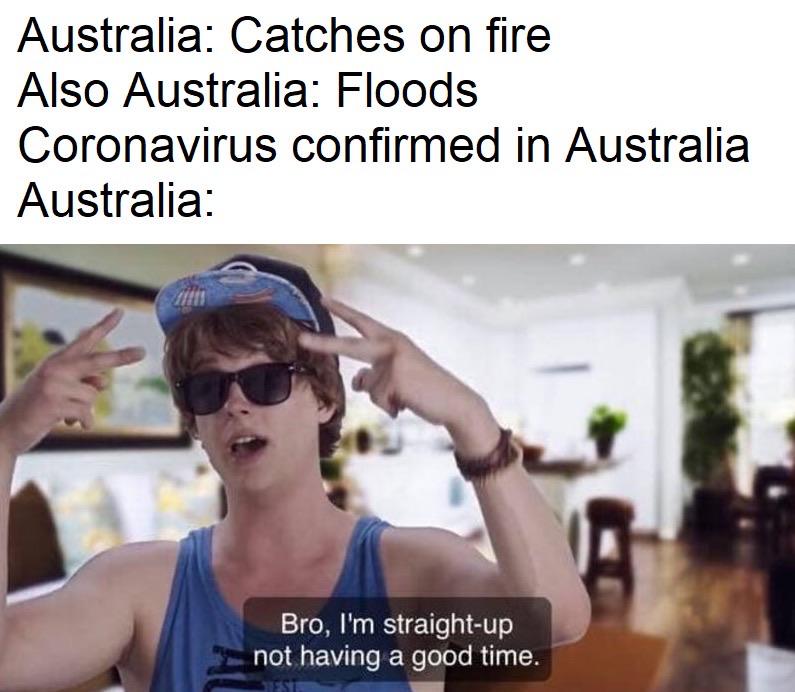 Australia: Catches on fire
Also Australia: Floods
Coronavirus confirmed in Australia
Australia:
Bro, I'm straight-up
not having a good time.